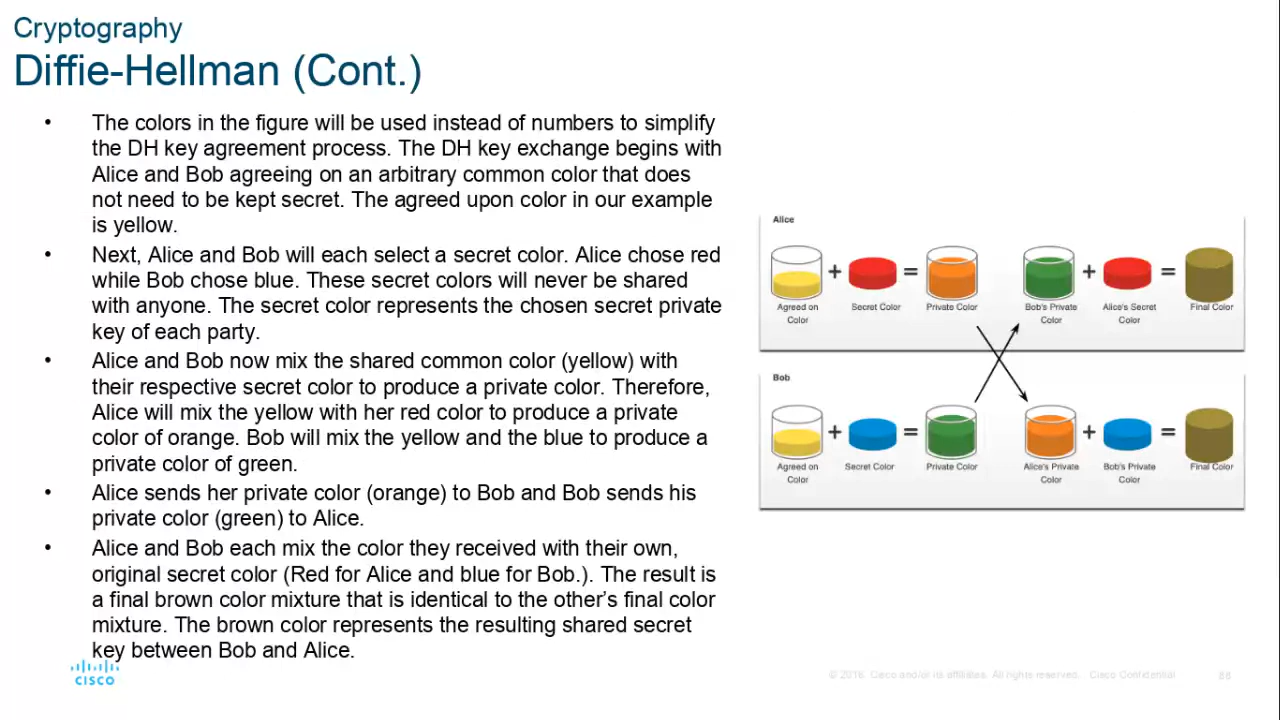 Cryptography
Diffie-Hellman (Cont.)
• The colors in the figure will be used instead of numbers to simplify
the DH key agreement process. The DH key exchange begins with
Alice and Bob agreeing on an arbitrary common color that does
not need to be kept secret. The agreed upon color in our example
is yellow.
• Next, Alice and Bob will each select a secret color. Alice chose red
while Bob chose blue. These secret colors will never be shared
with anyone. The secret color represents the chosen secret private
key of each party.
• Alice and Bob now mix the shared common color (yellow) with
their respective secret color to produce a private color. Therefore,
Alice will mix the yellow with her red color to produce a private
color of orange. Bob will mix the yellow and the blue to produce a
private color of green.
• Alice sends her private color (orange) to Bob and Bob sends his
private color (green) to Alice.
• Alice and Bob each mix the color they received with their own,
original secret color (Red for Alice and blue for Bob.). The result is
a final brown color mixture that is identical to the other's final color
mixture. The brown color represents the resulting shared secret
key between Bob and Alice.
Alice
+ = + =
Agreed on Secret Color Private Color Bob's Private Alice's Secret Final Color
Color Color Color
Bob
+ = + =
Agreed on Secret Color Private Color Alice's Private Bob's Private Final Color
Color Color Color
CISCO
© 2016. Cisco and/or its affiliates. All rights reserved. Cisco Confidential